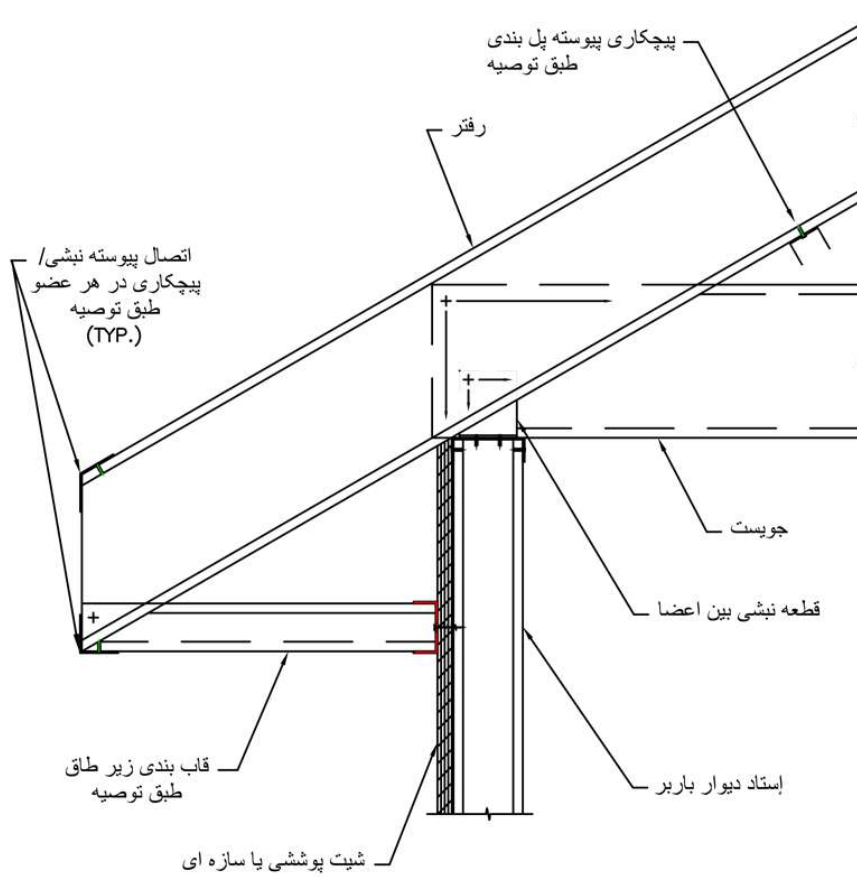 پیچکاری پیوسته پل بندی
طبق توصیه
رفتر
اتصال پیوسته نبشی/
پیچکاری در هر عضو
طبق توصیه
(TYP.)
جویست
قطعه نبشی بین اعضا
قاب بندی زیر طاق
طبق توصیه
إستاد دیوار باربر
شیت پوششی یا سازه ای